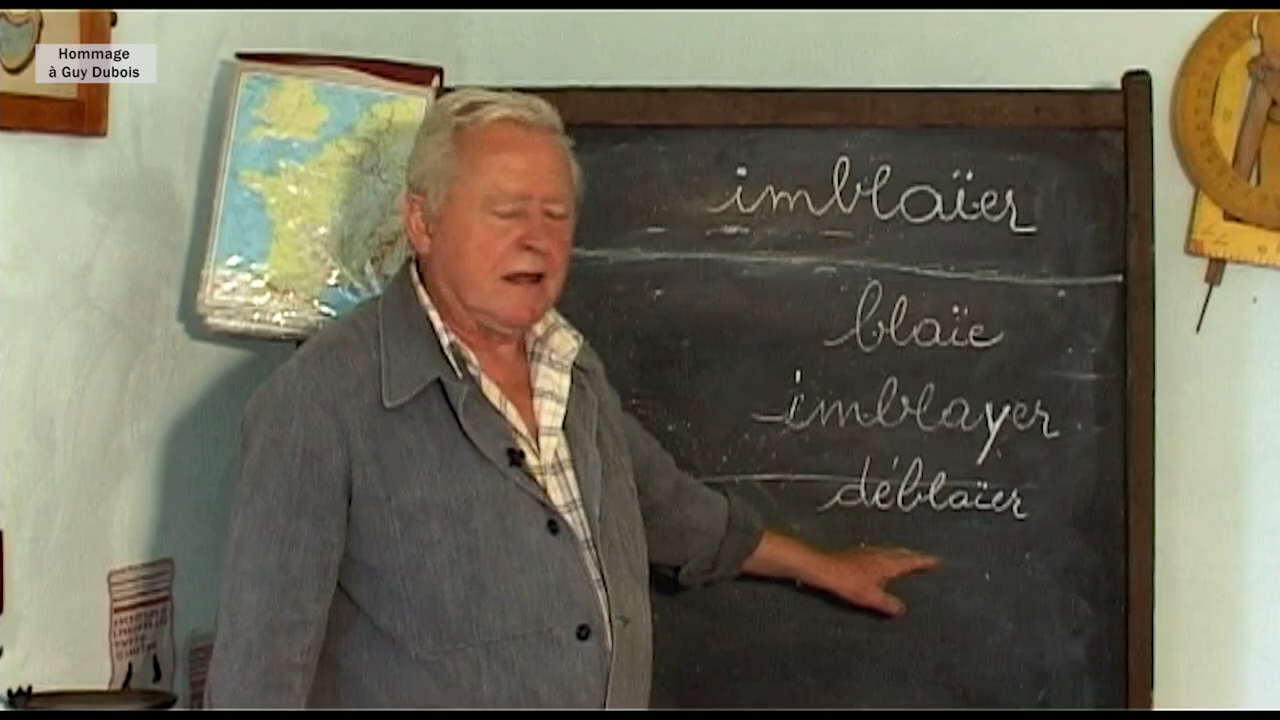 Hommage
à Guy Dubois
imblaïer
blaïe
imblayer
déblaïer